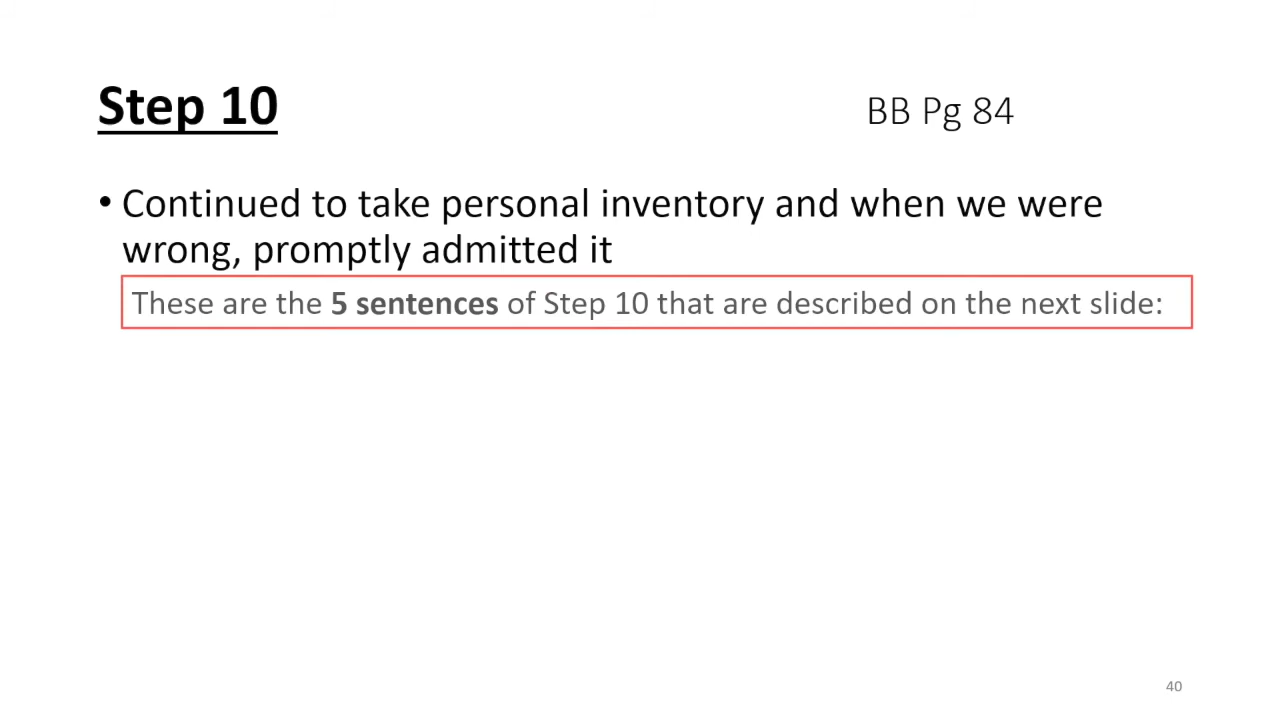 Step 10
BB Pg 84
• Continued to take personal inventory and when we were
wrong, promptly admitted it
These are the 5 sentences of Step 10 that are described on the next slide:
40